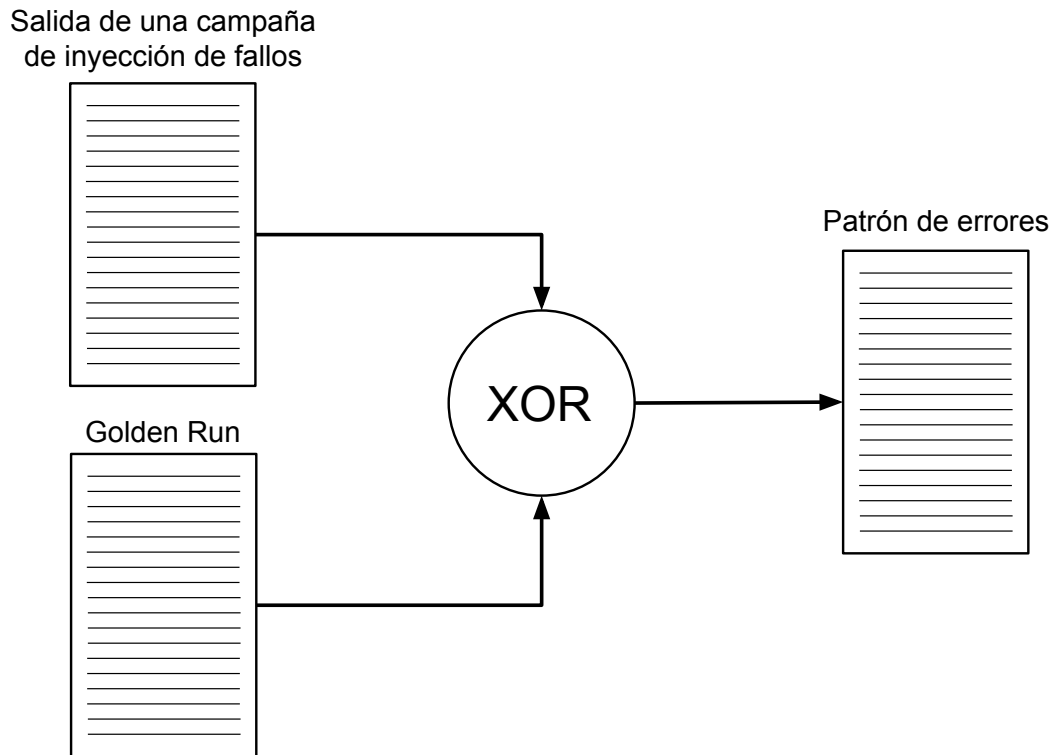 Salida de una campaña
de inyección de fallos
Patrón de errores
XOR
Golden Run